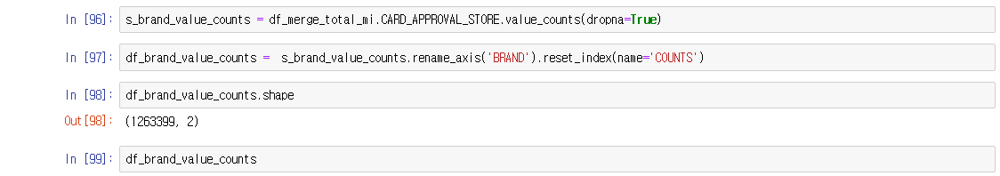 In [96]: s_brand_value_counts = df_merge_total_mi.CARD_APPROVAL_STORE.value_counts(dropna=True)
In [97]: df_brand_value_counts =  s_brand_value_counts.rename_axis('BRAND').reset_index(name='COUNTS')
In [98]: df_brand_value_counts.shape
Out[98]: (1263399, 2)
In [99]: df_brand_value_counts